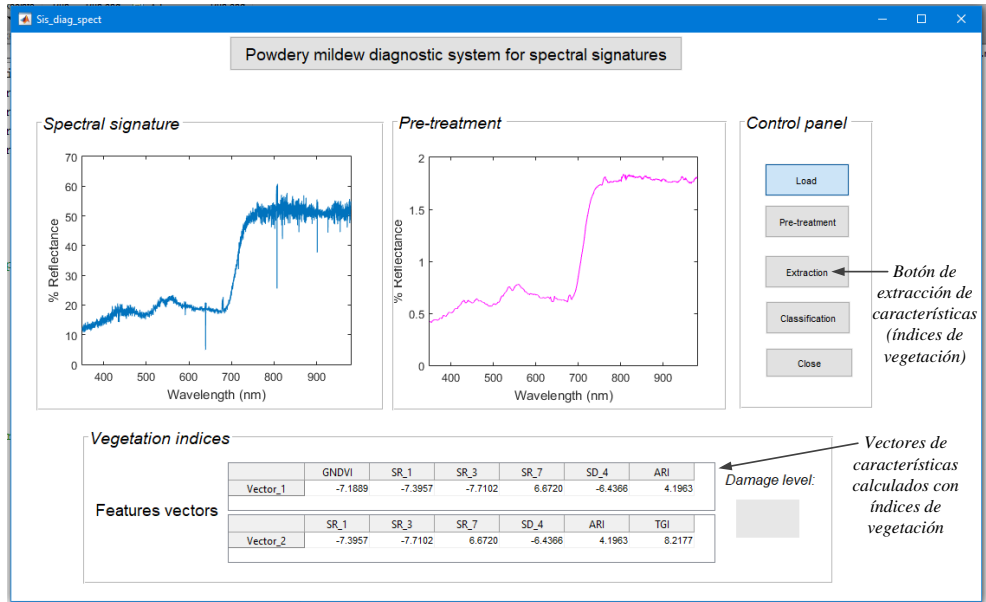 Sis_diag_spect
Powdery mildew diagnostic system for spectral signatures
Spectral signature
70
60
50
40
30
20
10
0
% Reflectance
400 500 600 700 800 900
Wavelength (nm)
Pre-treatment
2
1.5
1
0.5
0
% Reflectance
400 500 600 700 800 900
Wavelength (nm)
Control panel
Load
Pre-treatment
Extraction
Classification
Close
Botón de
extracción de
características
(índices de
vegetación)
Vegetation indices
Features vectors
GNDVI SR_1 SR_3 SR_7 SD_4 ARI
Vector_1 -7.1889 -7.3957 -7.7102 6.6720 -6.4366 4.1963
SR_1 SR_3 SR_7 SD_4 ARI TGI
Vector_2 -7.3957 -7.7102 6.6720 -6.4366 4.1963 8.2177
Damage level:
Vectores de
características
calculados con
índices de
vegetación